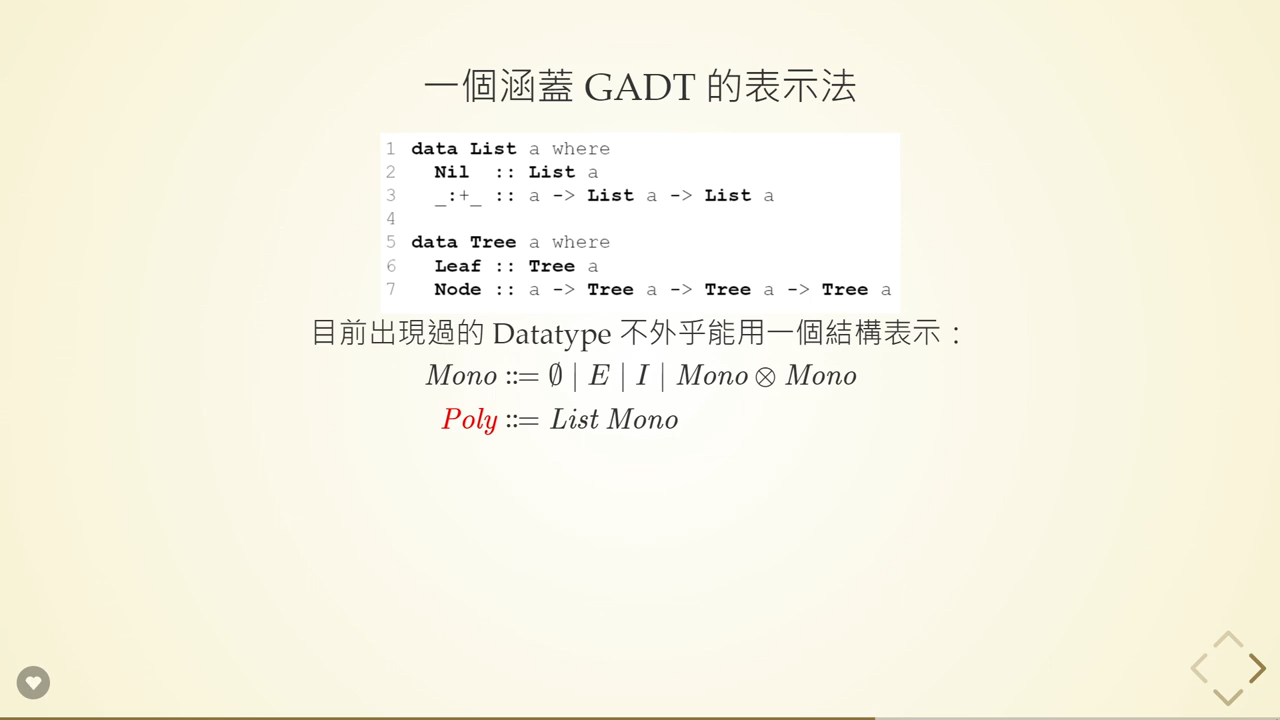 一個涵蓋 GADT 的表示法
1 data List a where
2   Nil  :: List a
3   _:+_ :: a -> List a -> List a
4
5 data Tree a where
6   Leaf :: Tree a
7   Node :: a -> Tree a -> Tree a -> Tree a
目前出現過的 Datatype 不外乎能用一個結構表示：
Mono ::= ∅ | E | I | Mono ⊗ Mono
Poly ::= List Mono